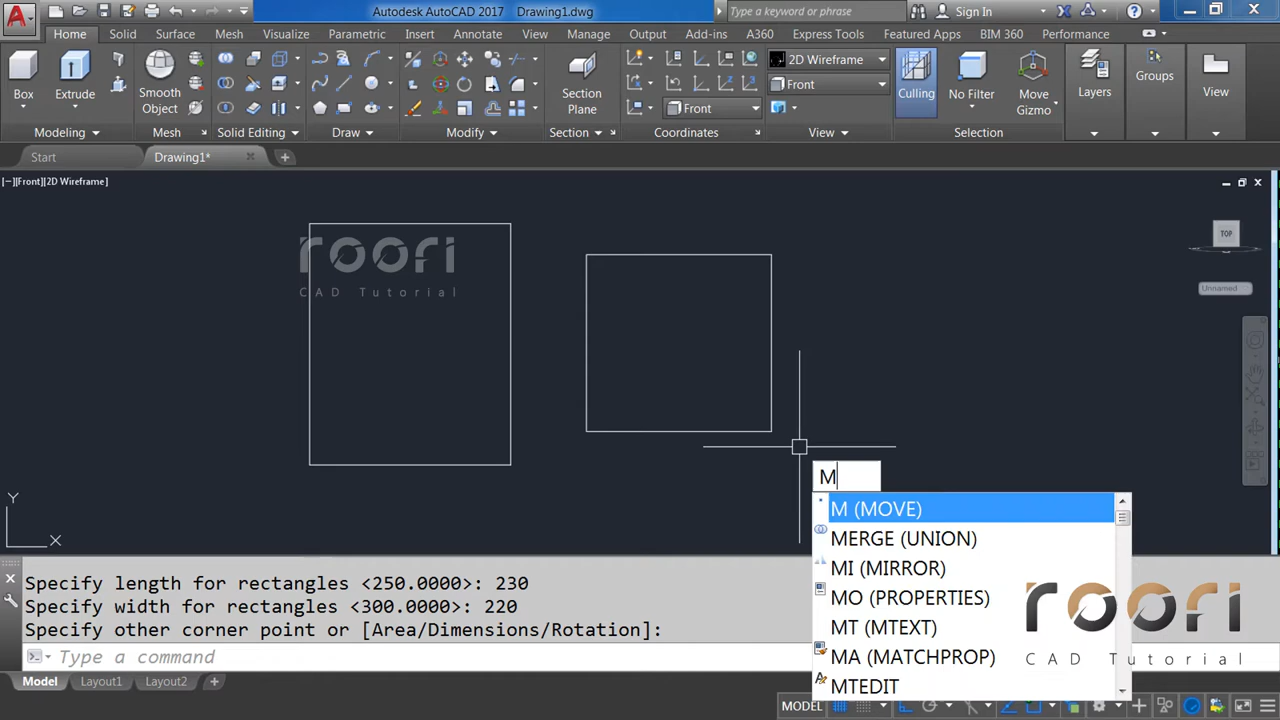 Autodesk AutoCAD 2017 Drawing1.dwg
Type a keyword or phrase
Sign In
Home Solid Surface Mesh Visualize Parametric Insert Annotate View Manage Output Add-ins A360 Express Tools Featured Apps BIM 360 Performance
Box
Extrude
Smooth Object
Section Plane
2D Wireframe
Front
Front
Culling
No Filter
Move Gizmo
Layers
Groups
View
Modeling
Mesh
Solid Editing
Draw
Modify
Section
Coordinates
View
Selection
Start
Drawing1*
[−][Front][2D Wireframe]
roori
CAD Tutorial
TOP
Unnamed
Y
X
M
M (MOVE)
MERGE (UNION)
MI (MIRROR)
MO (PROPERTIES)
MT (MTEXT)
MA (MATCHPROP)
MTEDIT
Specify length for rectangles <250.0000>: 230
Specify width for rectangles <300.0000>: 220
Specify other corner point or [Area/Dimensions/Rotation]:
Type a command
roori
CAD Tutorial
Model Layout1 Layout2
MODEL